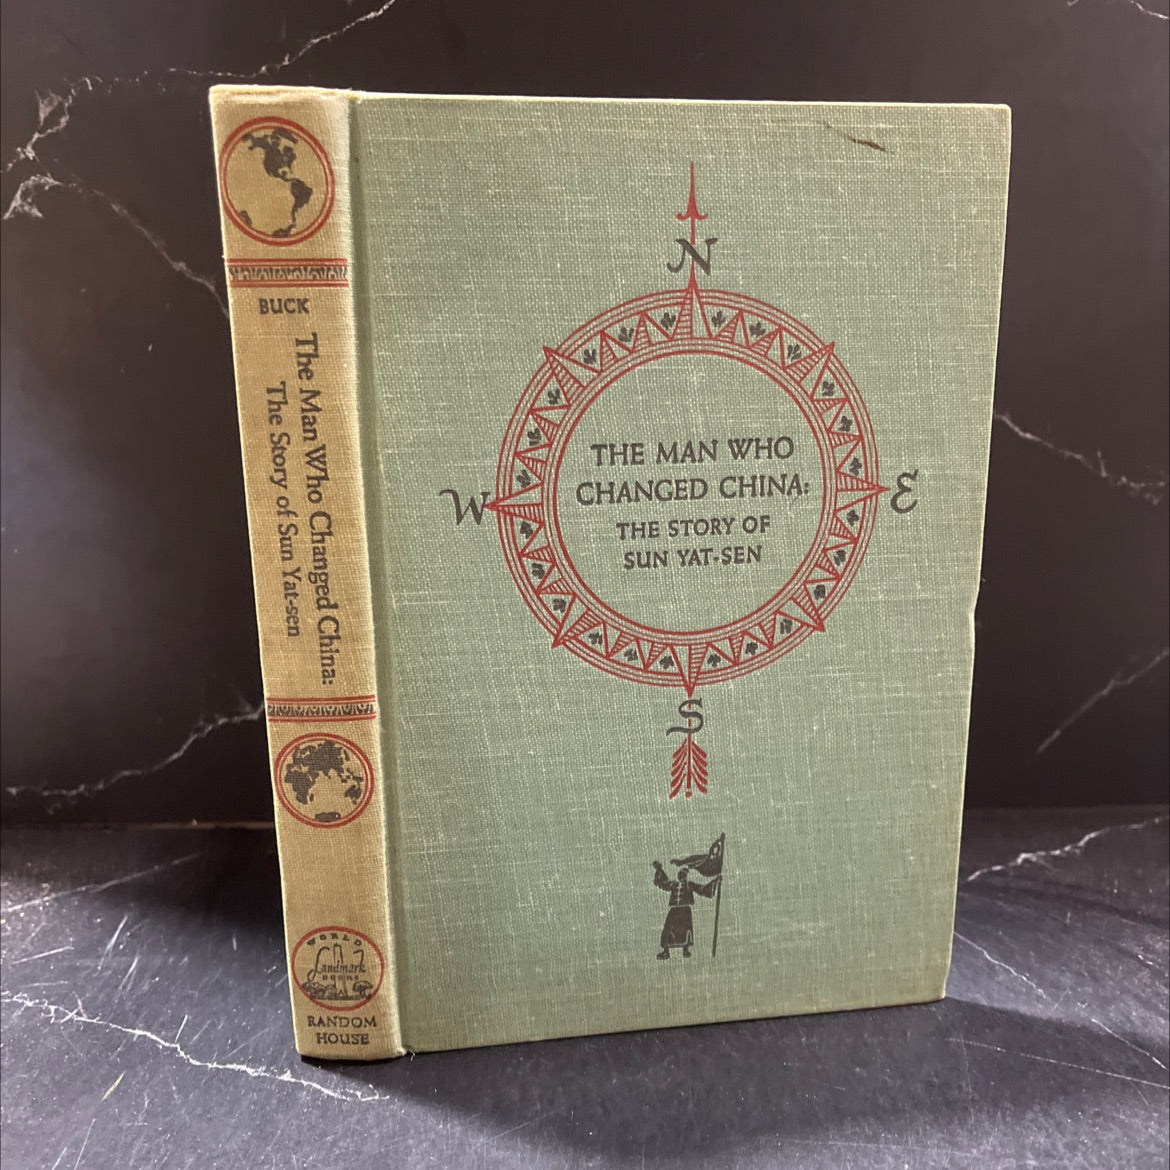 BUCK
The Man Who Changed China:
The Story of Sun Yat-sen
WORLD
Landmark
BOOKS
RANDOM
HOUSE
N
W
E
S
THE MAN WHO
CHANGED CHINA:
THE STORY OF
SUN YAT-SEN